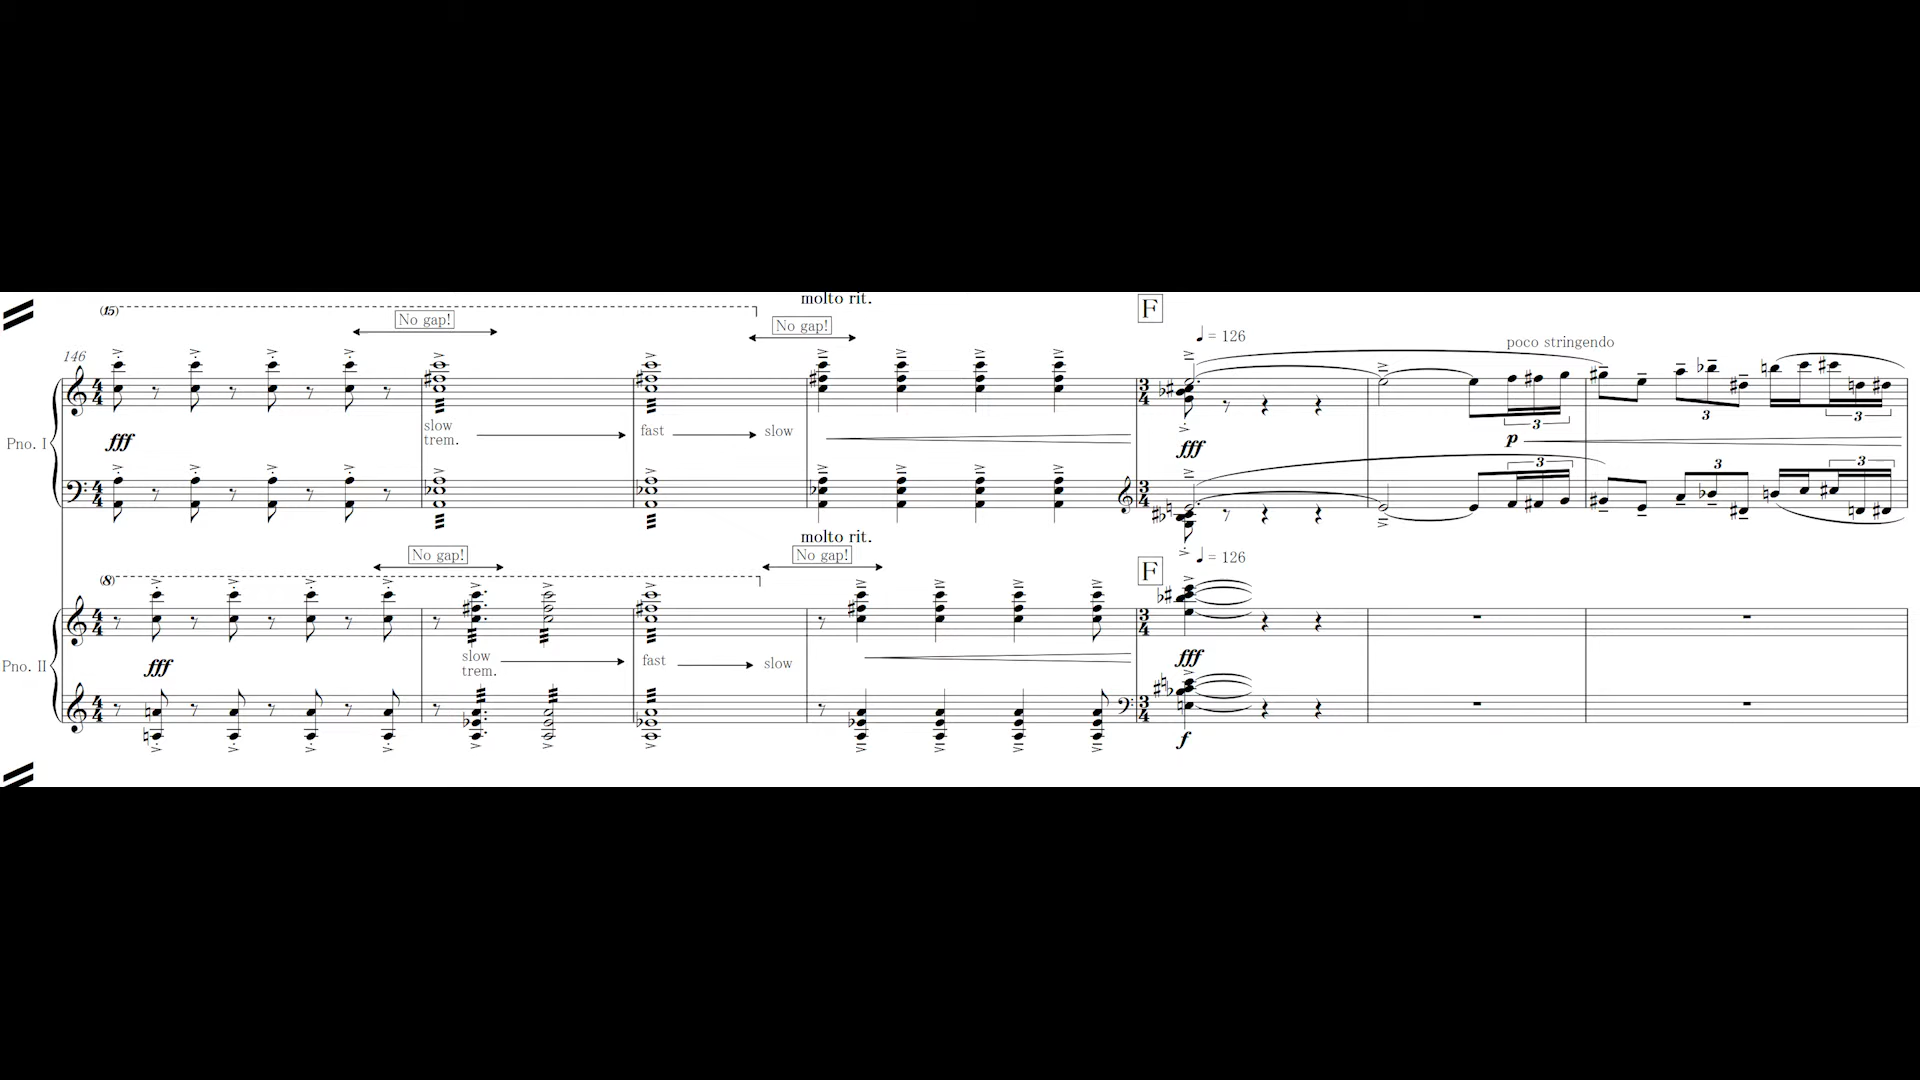 molto rit.
(15)
No gap!
No gap!
F
♩ = 126
poco stringendo
146
Pno. I
fff
slow
trem.
fast
slow
fff
3
p
3
3
3
3
3
molto rit.
No gap!
No gap!
F
♩ = 126
(8)
Pno. II
fff
slow
trem.
fast
slow
fff
f